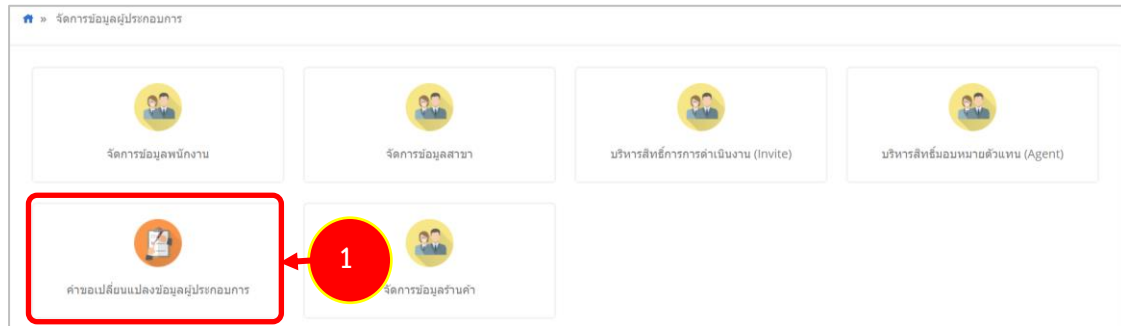 » จัดการข้อมูลผู้ประกอบการ
จัดการข้อมูลพนักงาน
จัดการข้อมูลสาขา
บริหารสิทธิ์การการดำเนินงาน (Invite)
บริหารสิทธิ์มอบหมายตัวแทน (Agent)
คำขอเปลี่ยนแปลงข้อมูลผู้ประกอบการ
1
จัดการข้อมูลร้านค้า